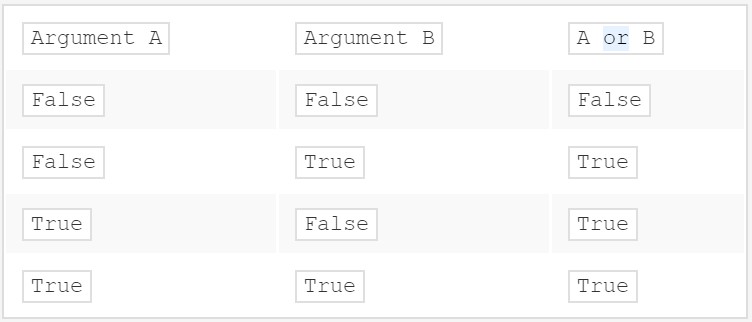 Argument A Argument B A or B
False False False
False True True
True False True
True True True